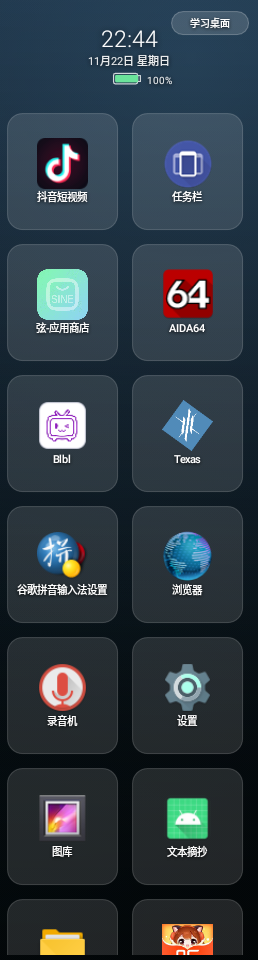 学习桌面
22:44
11月22日 星期日
100%
抖音短视频
任务栏
SINE
弦-应用商店
64
AIDA64
Blbl
Texas
拼
谷歌拼音输入法设置
浏览器
录音机
设置
图库
文本摘抄